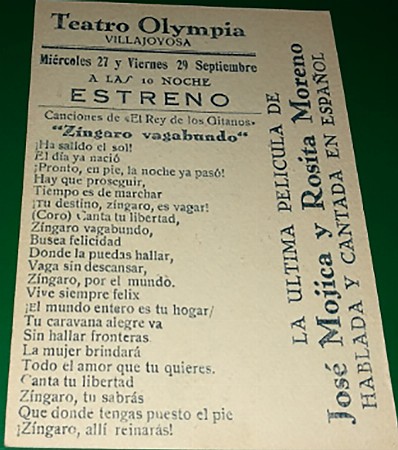 Teatro Olympia
VILLAJOYOSA
Miércoles 27 y Viernes 29 Septiembre
A LAS 10 NOCHE
ESTRENO
Canciones de «El Rey de los Gitanos»
"Zíngaro vagabundo"
¡Ha salido el sol!
El día ya nació
¡Pronto, en pie, la noche ya pasó!
Hay que proseguir,
Tiempo es de marchar
¡Tu destino, zíngaro, es vagar!
(Coro) Canta tu libertad,
Zíngaro vagabundo,
Busea felicidad
Donde la puedas hallar,
Vaga sin descansar,
Zíngaro, por el mundo.
Vive siempre felix
¡El mundo entero es tu hogar/
Tu caravana alegre va
Sin hallar fronteras
La mujer brindará
Todo el amor que tu quieres.
Canta tu libertad
Zíngaro, tu sabrás
Que donde tengas puesto el pie
¡Zíngaro, allí reinarás!
LA ULTIMA PELICULA DE
José Mojica y Rosita Moreno
HABLADA Y CANTADA EN ESPAÑOL